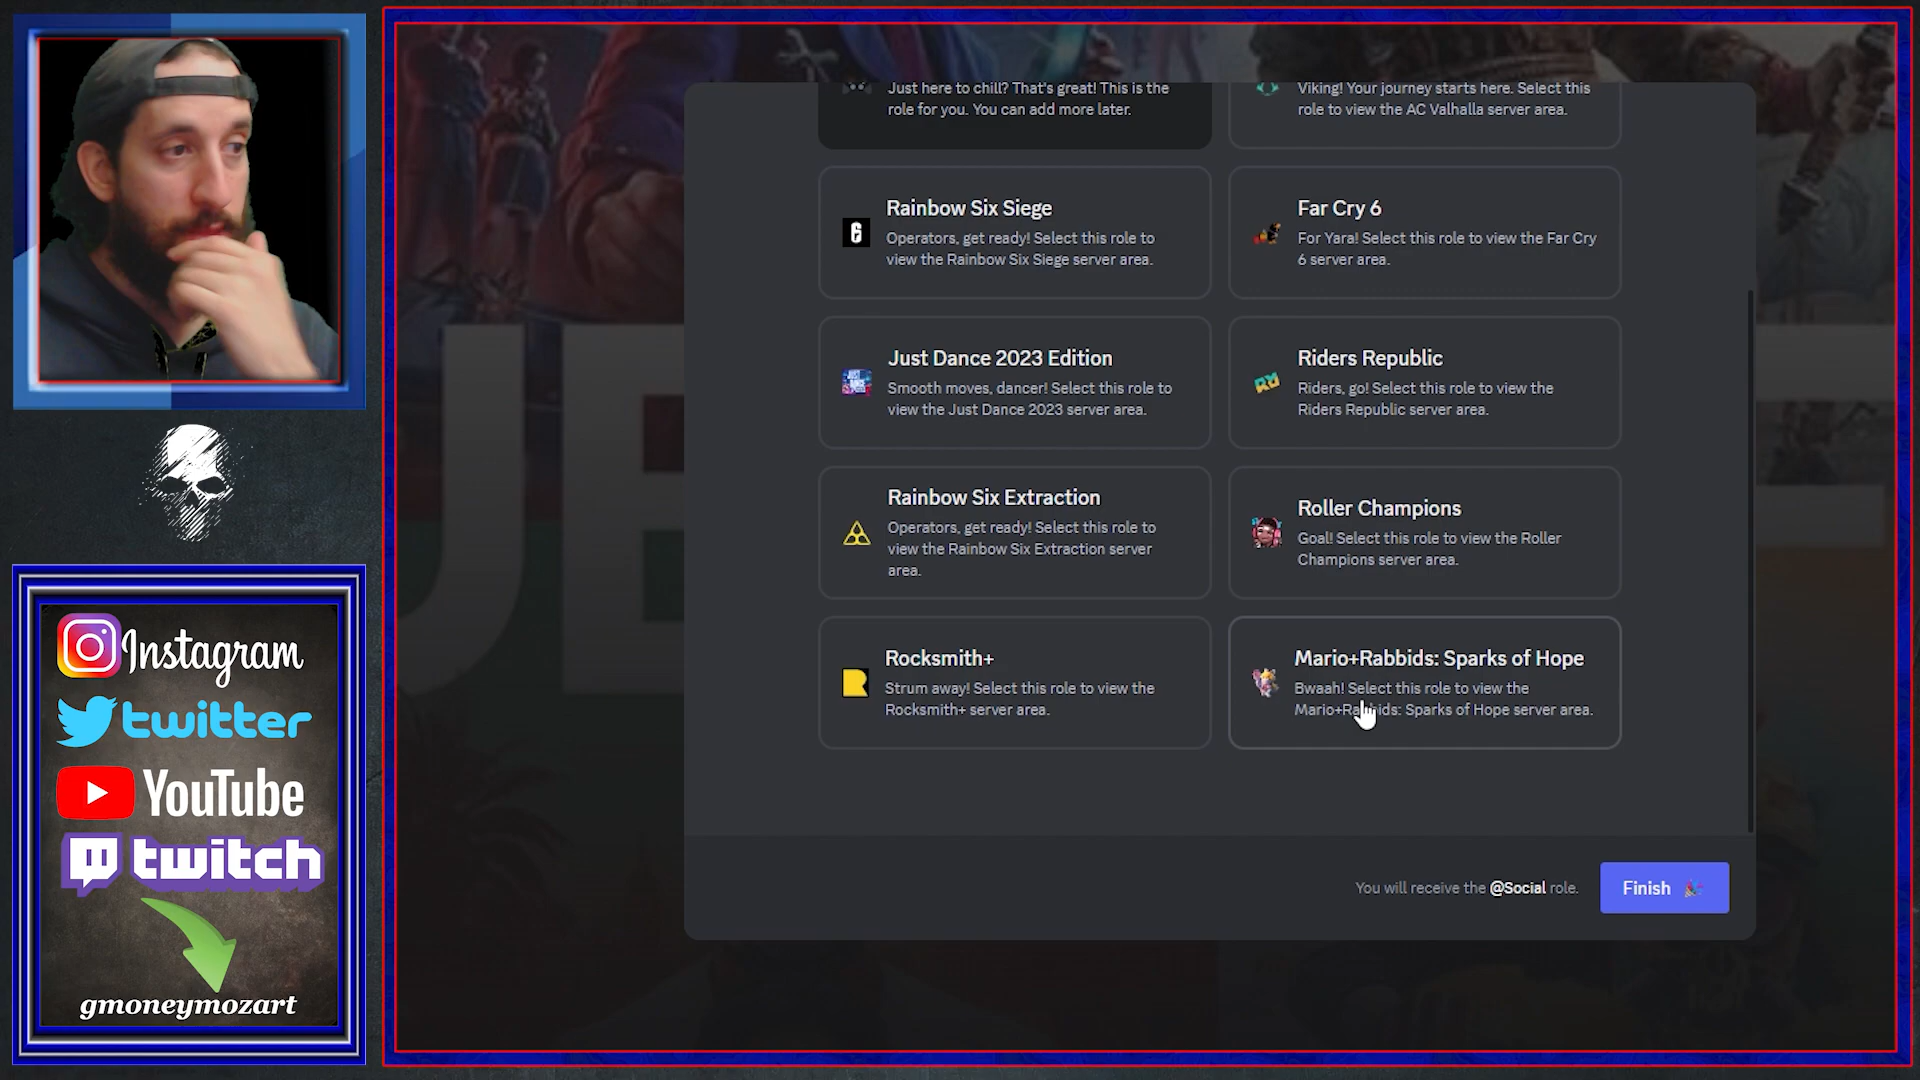 Just here to chill? That's great! This is the
role for you. You can add more later.
Viking! Your journey starts here. Select this
role to view the AC Valhalla server area.
Rainbow Six Siege
Operators, get ready! Select this role to
view the Rainbow Six Siege server area.
Far Cry 6
For Yara! Select this role to view the Far Cry
6 server area.
Just Dance 2023 Edition
Smooth moves, dancer! Select this role to
view the Just Dance 2023 server area.
Riders Republic
Riders, go! Select this role to view the
Riders Republic server area.
Rainbow Six Extraction
Operators, get ready! Select this role to
view the Rainbow Six Extraction server
area.
Roller Champions
Goal! Select this role to view the Roller
Champions server area.
Rocksmith+
Strum away! Select this role to view the
Rocksmith+ server area.
Mario+Rabbids: Sparks of Hope
Bwaah! Select this role to view the
Mario+Rabbids: Sparks of Hope server area.
You will receive the @Social role.
Finish
Instagram
twitter
YouTube
twitch
gmoneymozart